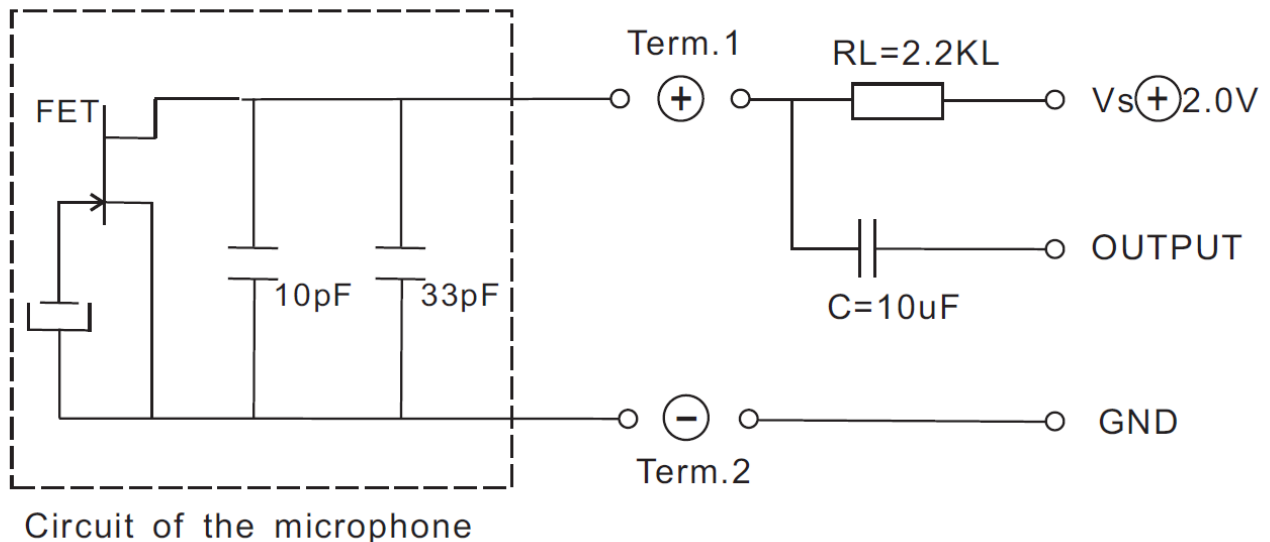 Term.1
RL=2.2KL
FET
+
Vs+2.0V
10pF
33pF
OUTPUT
C=10uF
-
GND
Term.2
Circuit of the microphone